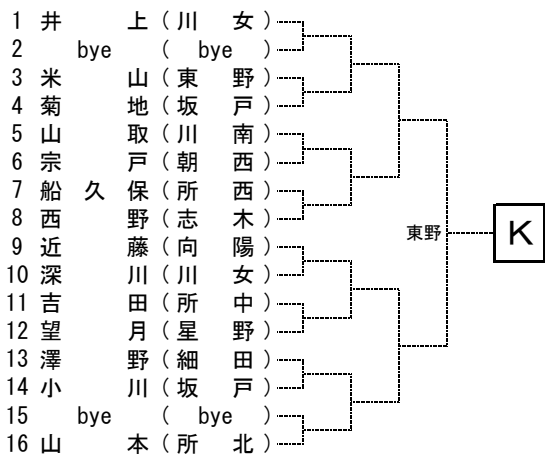 1 井 上 ( 川 女 )
2 bye ( bye )
3 米 山 ( 東 野 )
4 菊 地 ( 坂 戸 )
5 山 取 ( 川 南 )
6 宗 戸 ( 朝 西 )
7 船 久 保 ( 所 西 )
8 西 野 ( 志 木 )
東野
K
9 近 藤 ( 向 陽 )
10 深 川 ( 川 女 )
11 吉 田 ( 所 中 )
12 望 月 ( 星 野 )
13 澤 野 ( 細 田 )
14 小 川 ( 坂 戸 )
15 bye ( bye )
16 山 本 ( 所 北 )